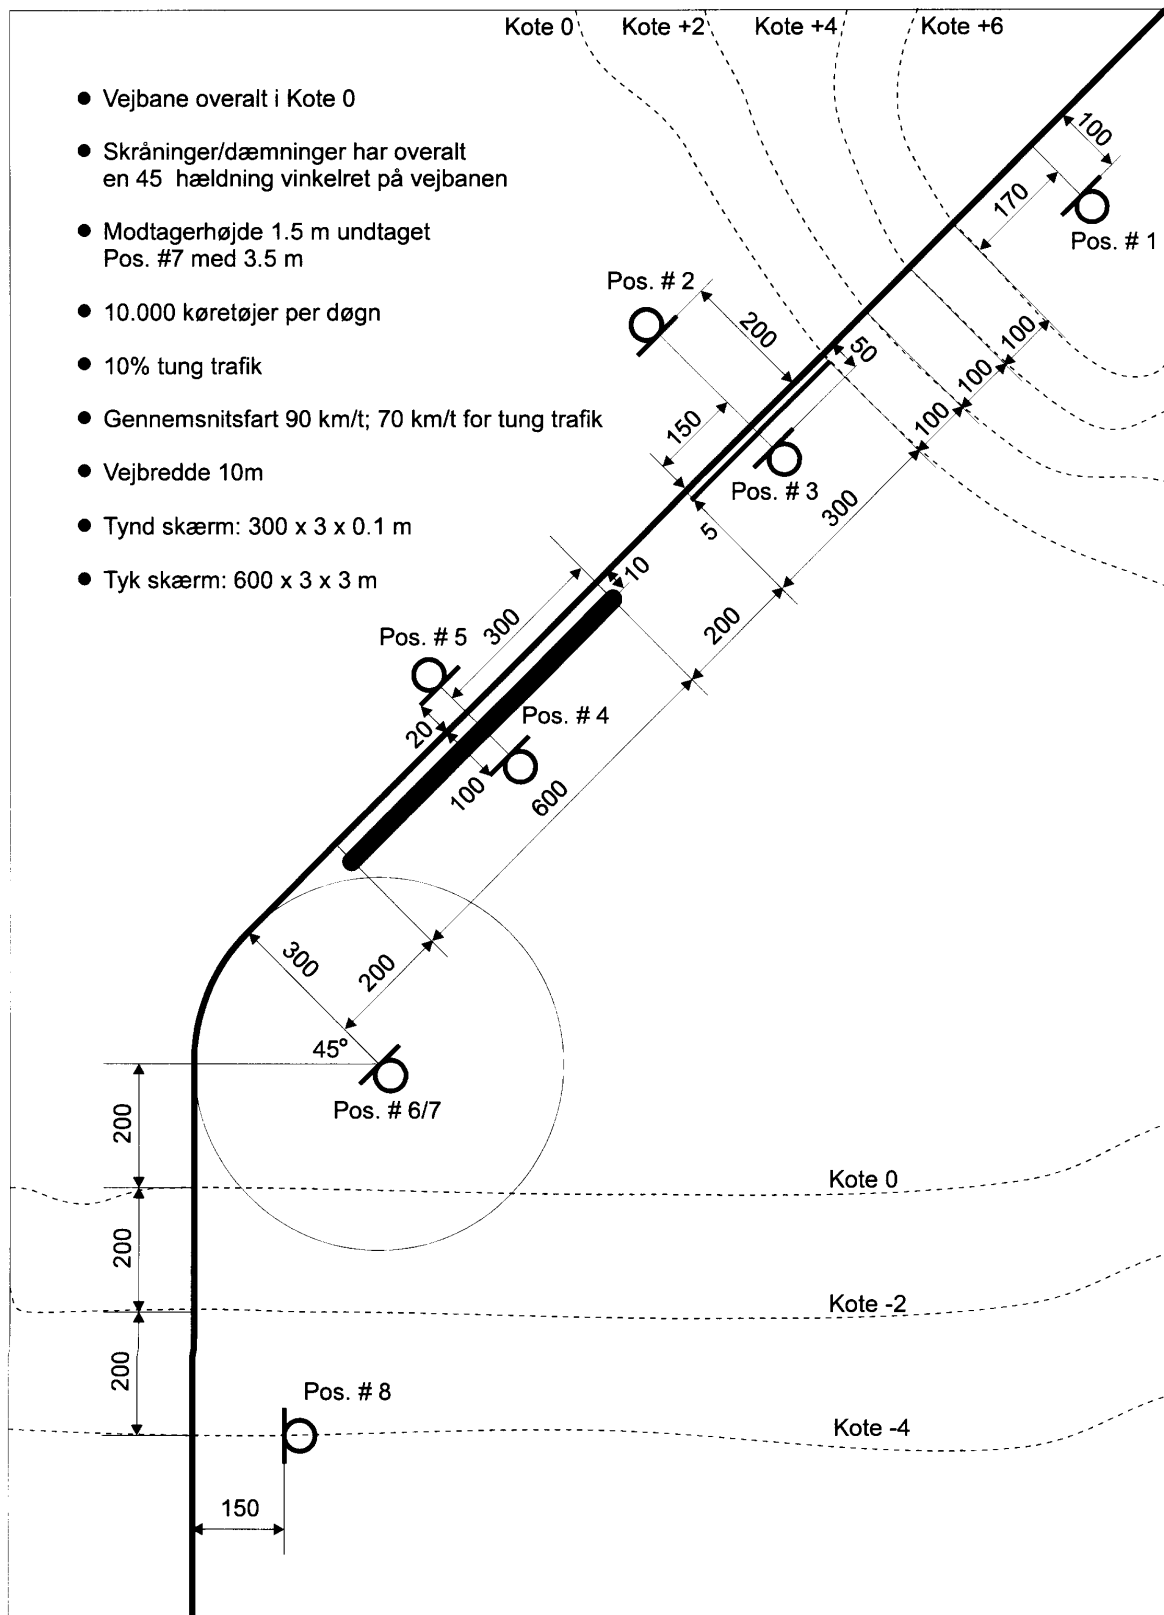 Kote 0
Kote +2
Kote +4
Kote +6
● Vejbane overalt i Kote 0
● Skråninger/dæmninger har overalt
en 45 hældning vinkelret på vejbanen
● Modtagerhøjde 1.5 m undtaget
Pos. #7 med 3.5 m
● 10.000 køretøjer per døgn
● 10% tung trafik
● Gennemsnitsfart 90 km/t; 70 km/t for tung trafik
● Vejbredde 10m
● Tynd skærm: 300 x 3 x 0.1 m
● Tyk skærm: 600 x 3 x 3 m
100
170
Pos. # 1
Pos. # 2
200
50
100
100
100
150
Pos. # 3
300
5
10
200
300
Pos. # 5
Pos. # 4
20
100
600
300
200
45°
Pos. # 6/7
200
Kote 0
200
Kote -2
200
Pos. # 8
Kote -4
150